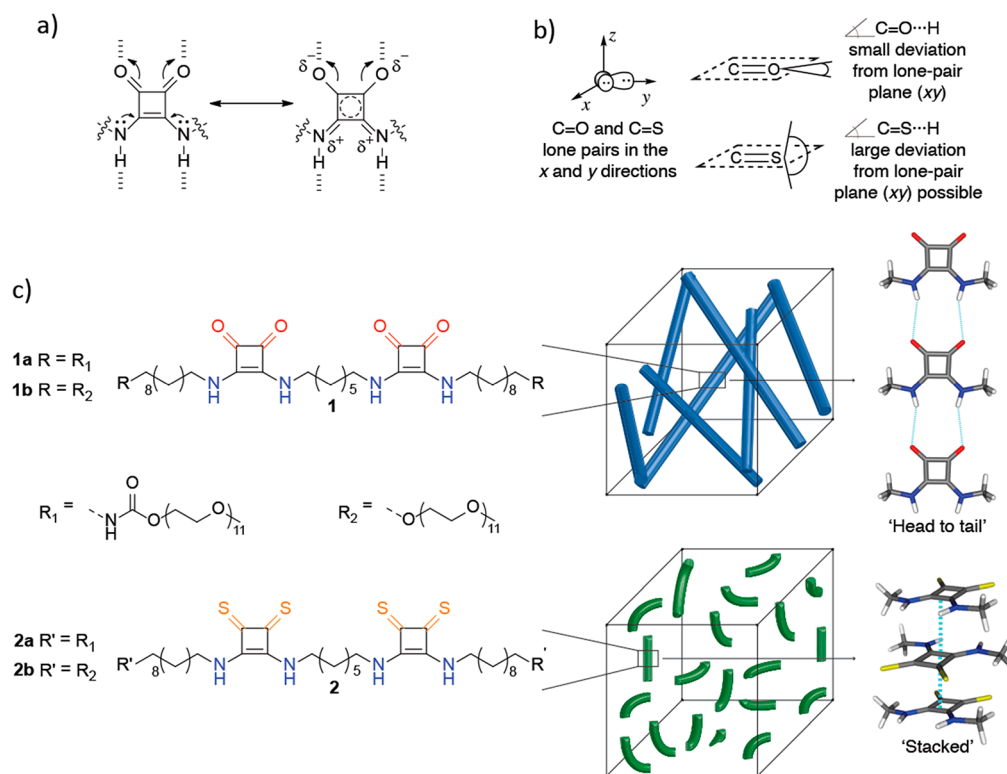 a)
O O
N N
H H
O O
δ− δ−
N N
δ+ δ+
H H
b)
z
x y
C=O and C=S
lone pairs in the
x and y directions
C O
C=O···H
small deviation
from lone-pair
plane (xy)
C S
C=S···H
large deviation
from lone-pair
plane (xy) possible
c)
1a R = R1
1b R = R2
O O O O
R 8 N H N H 5 N H N H 8 R
1
R1 = N H O O O 11
R2 = O O 11
'Head to tail'
2a R' = R1
2b R' = R2
S S S S
R' 8 N H N H 5 N H N H 8 R'
2
'Stacked'